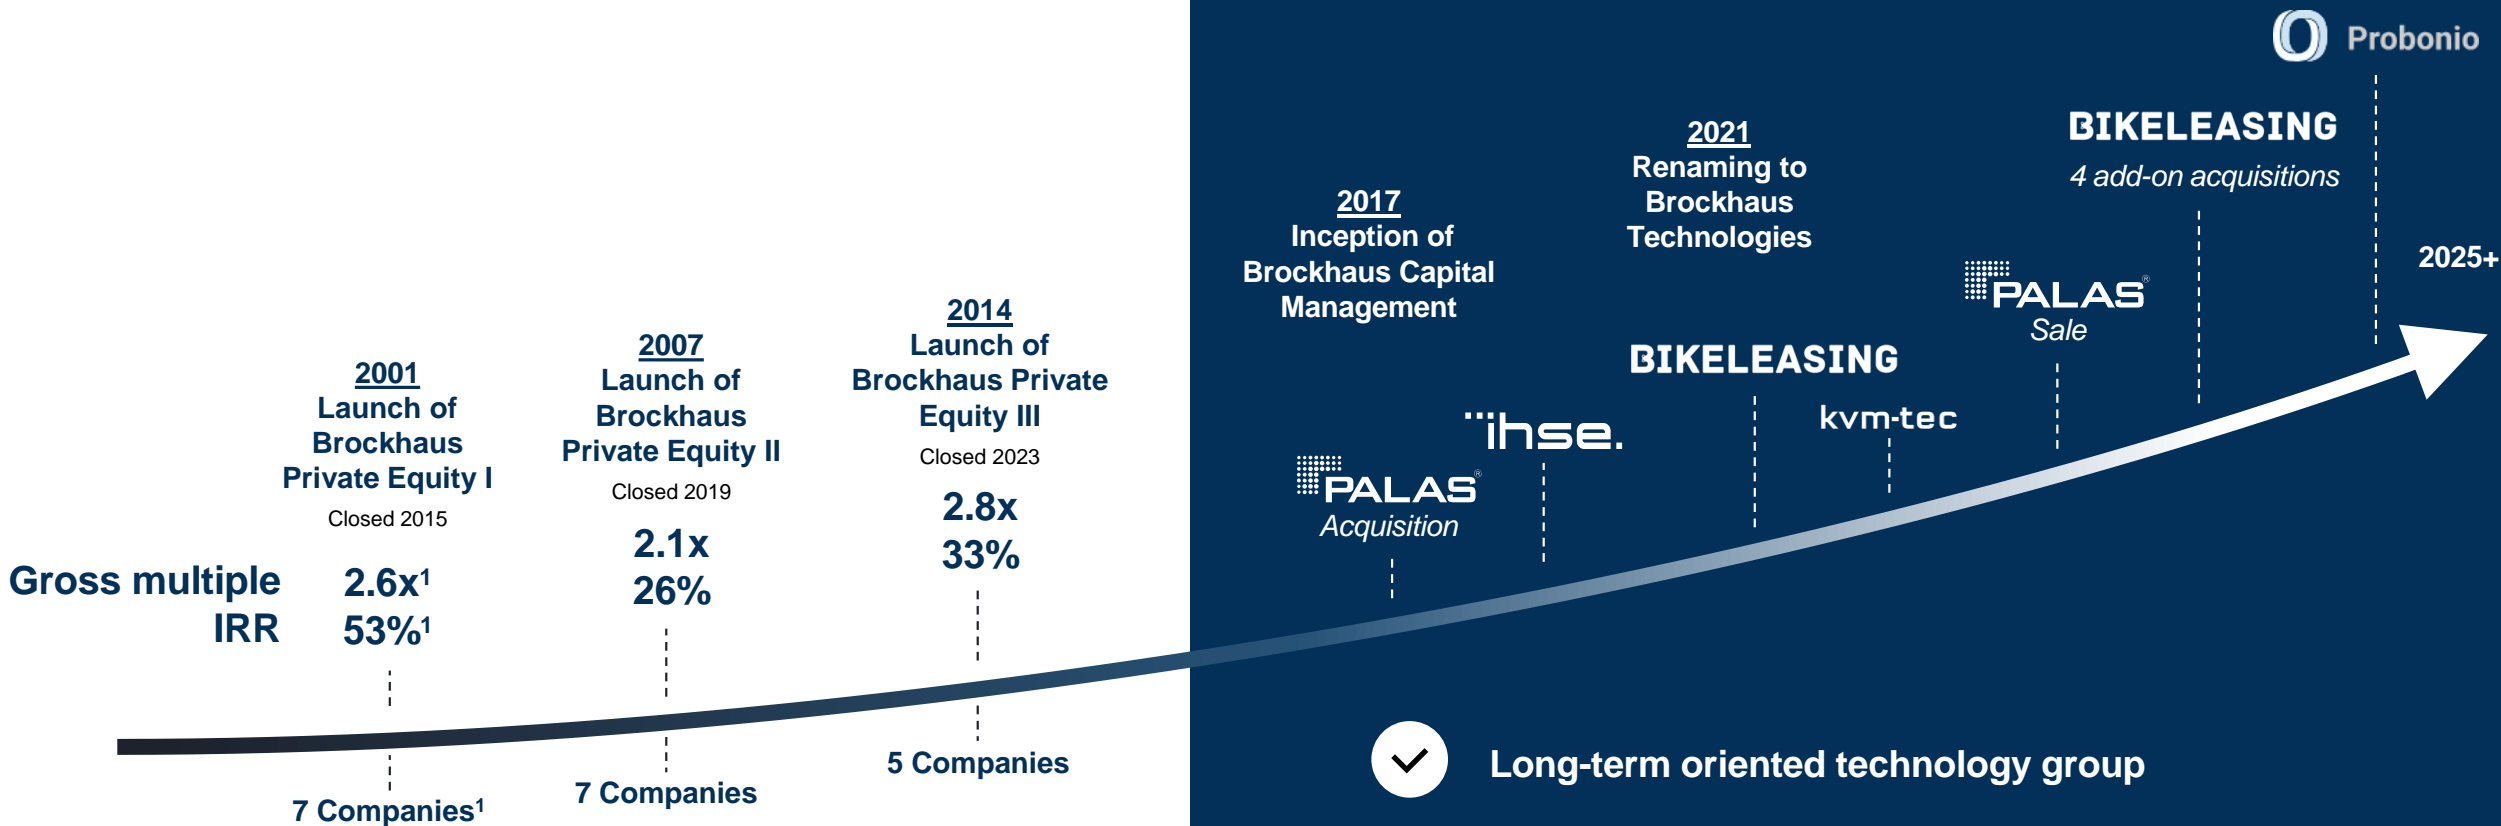 2001
Launch of
Brockhaus
Private Equity I
Closed 2015
Gross multiple
2.6x¹
IRR
53%¹
7 Companies¹
2007
Launch of
Brockhaus
Private Equity II
Closed 2019
2.1x
26%
7 Companies
2014
Launch of
Brockhaus Private
Equity III
Closed 2023
2.8x
33%
5 Companies
2017
Inception of
Brockhaus Capital
Management
PALAS®
Acquisition
ihse.
2021
Renaming to
Brockhaus
Technologies
BIKELEASING
kvm-tec
PALAS®
Sale
BIKELEASING
4 add-on acquisitions
Probonio
2025+
Long-term oriented technology group